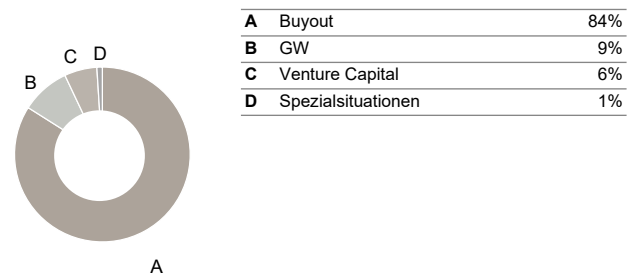 C D
B
A
A Buyout 84%
B GW 9%
C Venture Capital 6%
D Spezialsituationen 1%